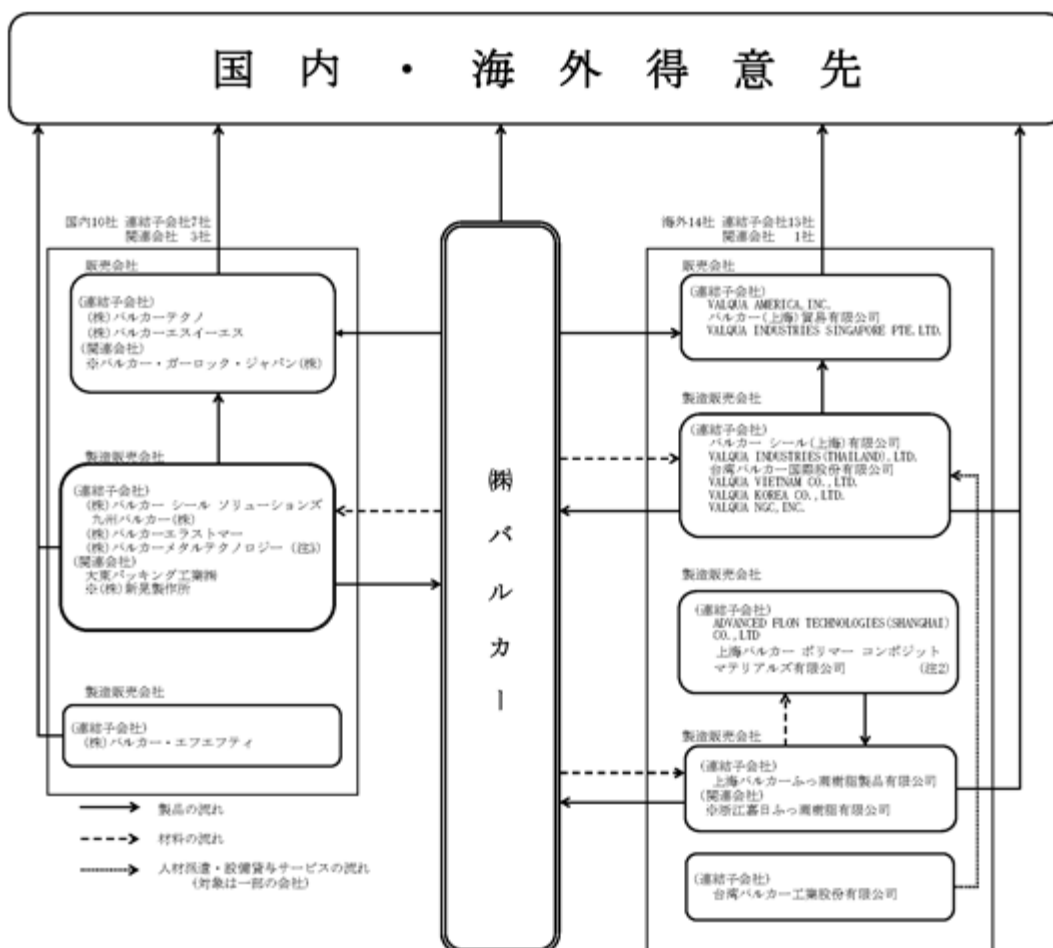 国内・海外得意先
国内10社 連結子会社7社
関連会社 3社
販売会社
(連結子会社)
(株)バルカーテクノ
(株)バルカーエスイーエス
(関連会社)
※バルカー・ガーロック・ジャパン(株)
製造販売会社
(連結子会社)
(株)バルカー シール ソリューションズ
九州バルカー(株)
(株)バルカーエラストマー
(株)バルカーメタルテクノロジー (注3)
(関連会社)
大東パッキング工業㈱
※(株)新晃製作所
製造販売会社
(連結子会社)
(株)バルカー・エフエフティ
製品の流れ
材料の流れ
人材派遣・設備貸与サービスの流れ
(対象は一部の会社)
㈱バルカー
海外14社 連結子会社13社
関連会社 1社
販売会社
(連結子会社)
VALQUA AMERICA,INC.
バルカー(上海)貿易有限公司
VALQUA INDUSTRIES SINGAPORE PTE.LTD.
製造販売会社
(連結子会社)
バルカー シール(上海)有限公司
VALQUA INDUSTRIES(THAILAND),LTD.
台湾バルカー国際股份有限公司
VALQUA VIETNAM CO.,LTD.
VALQUA KOREA CO.,LTD.
VALQUA NGC,INC.
製造販売会社
(連結子会社)
ADVANCED FLON TECHNOLOGIES(SHANGHAI)
CO.,LTD
上海バルカー ポリマー コンポジット
マテリアルズ有限公司 (注2)
製造販売会社
(連結子会社)
上海バルカーふっ素樹脂製品有限公司
(関連会社)
※浙江嘉日ふっ素樹脂有限公司
(連結子会社)
台湾バルカー工業股份有限公司